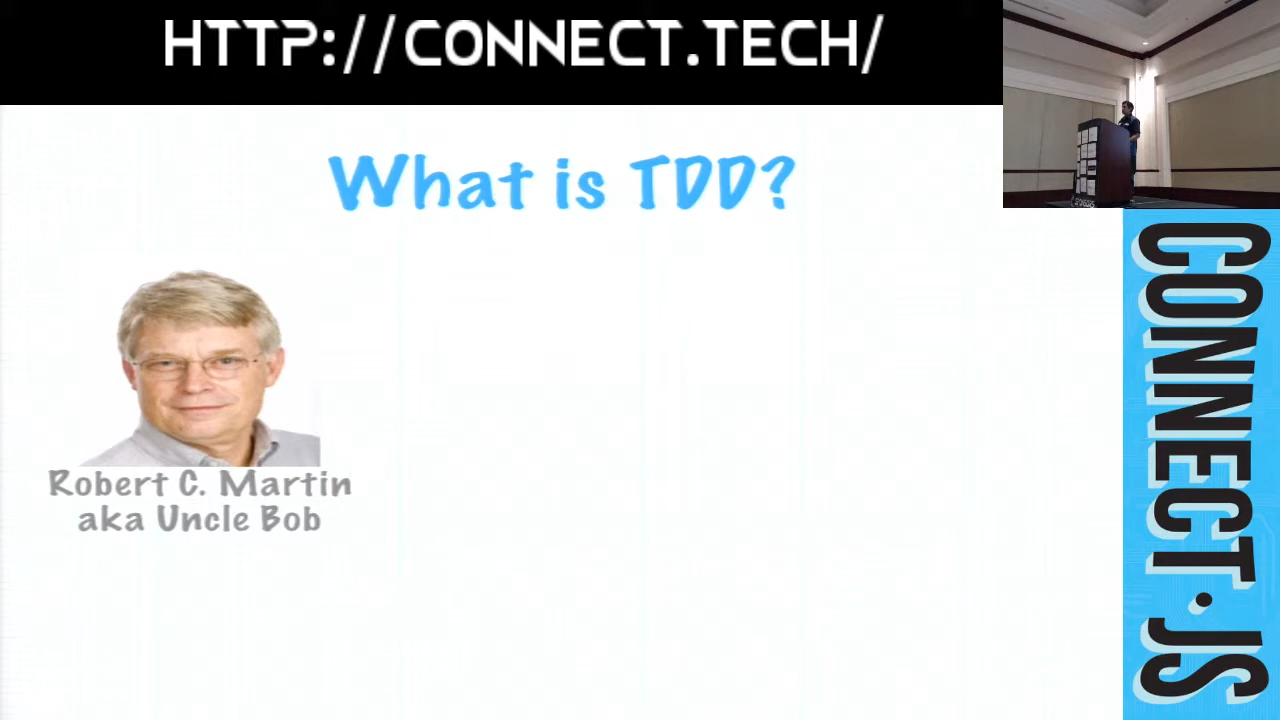 HTTP://CONNECT.TECH/
What is TDD?
Robert C. Martin
aka Uncle Bob
CONNECT·JS